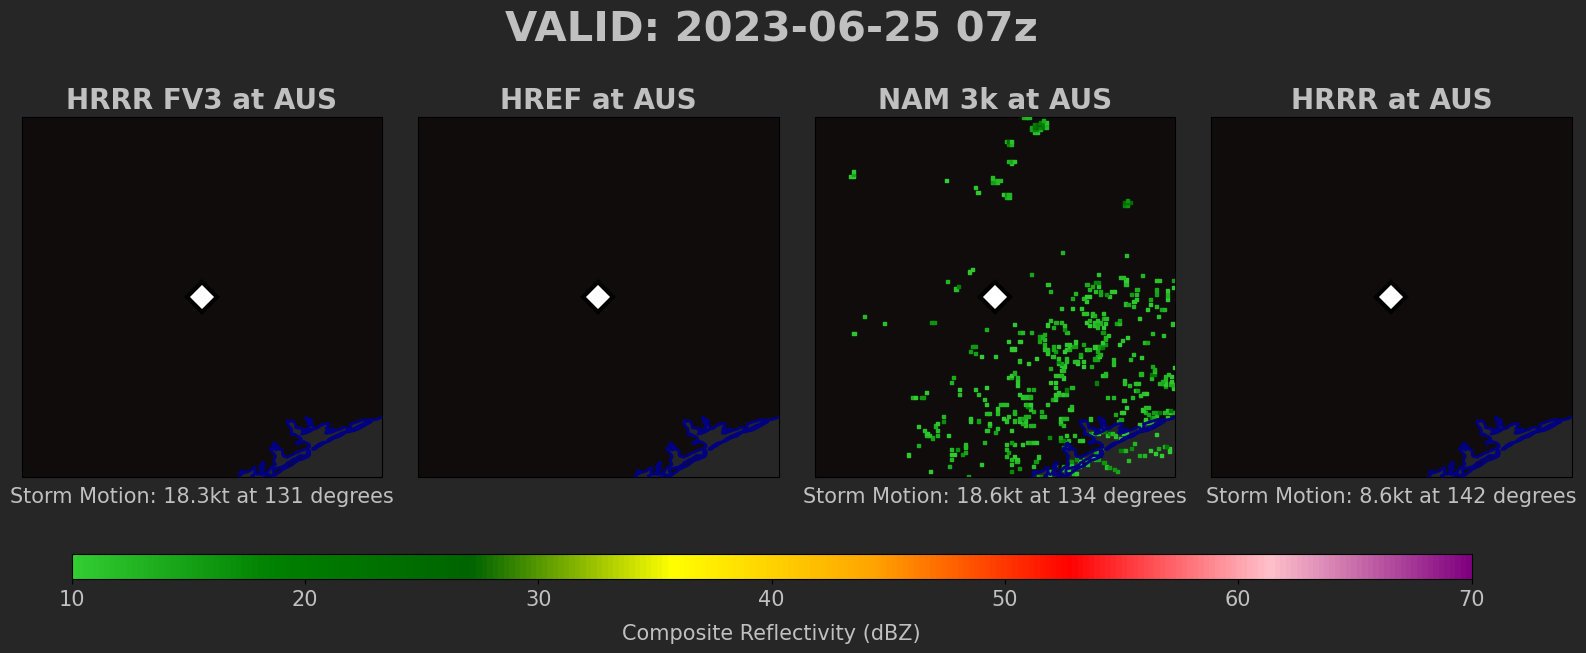 VALID: 2023-06-25 07z
HRRR FV3 at AUS
HREF at AUS
NAM 3k at AUS
HRRR at AUS
Storm Motion: 18.3kt at 131 degrees
Storm Motion: 18.6kt at 134 degrees
Storm Motion: 8.6kt at 142 degrees
10 20 30 40 50 60 70
Composite Reflectivity (dBZ)